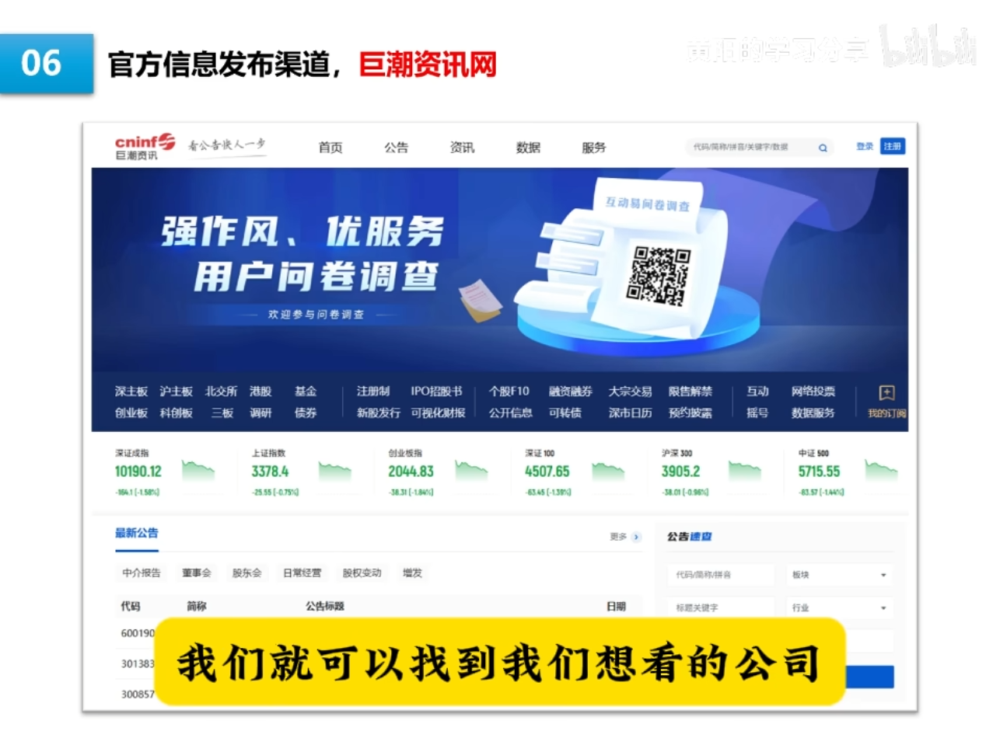 06
官方信息发布渠道，巨潮资讯网
黄阳的学习分享 bilibili
cninf
巨潮资讯
看公告快人一步
首页 公告 资讯 数据 服务
代码/简称/拼音/关键字/数据
登录 注册
强作风、优服务
用户问卷调查
欢迎参与问卷调查
互动易问卷调查
深主板 沪主板 北交所 港股 基金 注册制 IPO招股书 个股F10 融资融券 大宗交易 限售解禁 互动 网络投票
创业板 科创板 三板 调研 债券 新股发行 可视化财报 公开信息 可转债 深市日历 预约披露 摇号 数据服务 我的订阅
深证成指 上证指数 创业板指 深证 100 沪深 300 中证 500
10190.12 3378.4 2044.83 4507.65 3905.2 5715.55
-164.1 [-1.58%] -25.55 [-0.75%] -38.31 [-1.84%] -63.45 [-1.39%] -38.01 [-0.96%] -83.57 [-1.44%]
最新公告 更多
公告速查
中介报告 董事会 股东会 日常经营 股权变动 增发
代码/简称/拼音 板块
代码 简称 公告标题 日期
标题关键字 行业
600190
301383
300857
我们就可以找到我们想看的公司